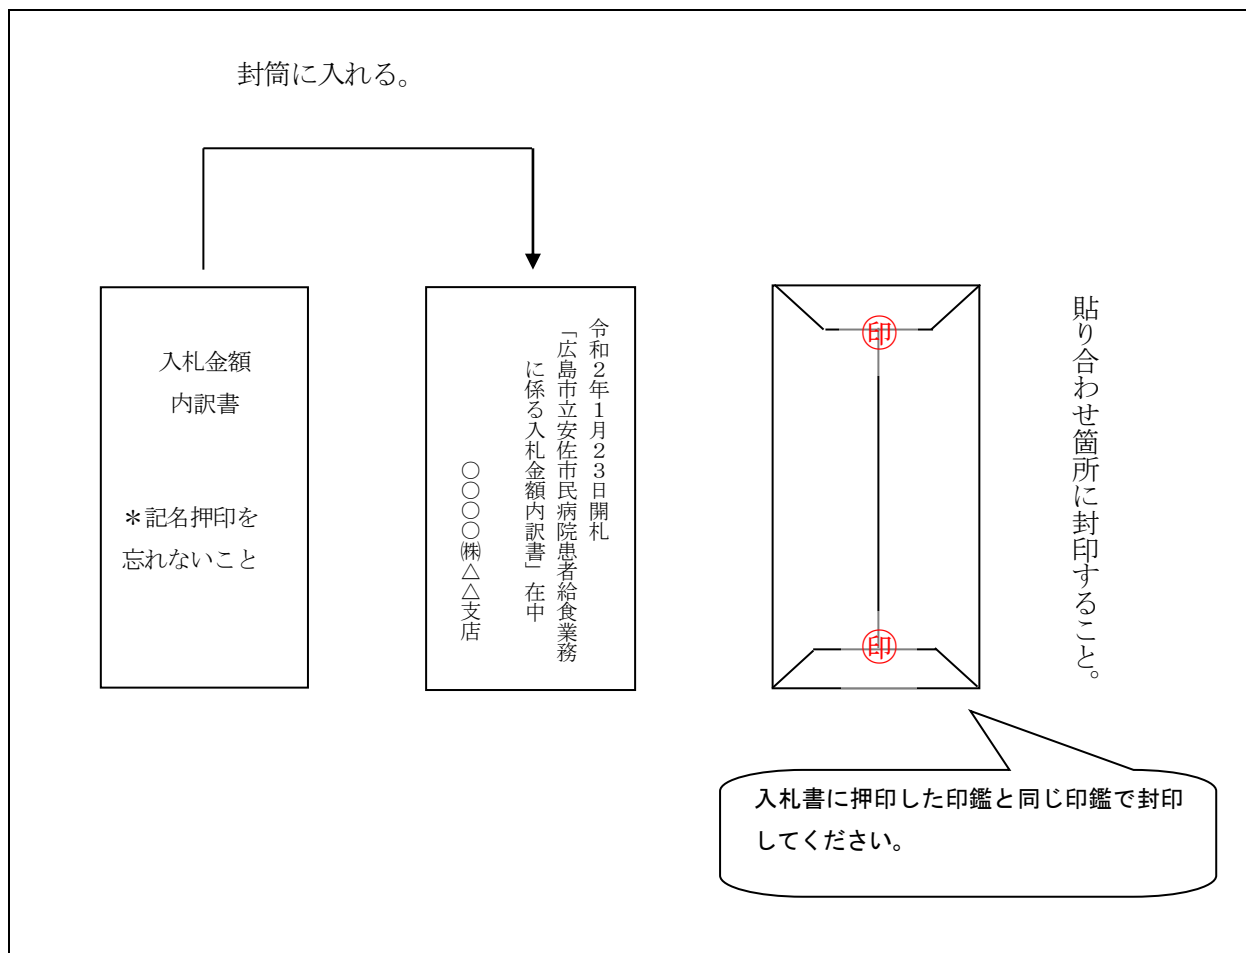 封筒に入れる。
入札金額
内訳書
＊記名押印を
忘れないこと
令和２年１月２３日開札
「広島市立安佐市民病院患者給食業務
に係る入札金額内訳書」在中
○○○○㈱△△支店
印
印
貼り合わせ箇所に封印すること。
入札書に押印した印鑑と同じ印鑑で封印
してください。